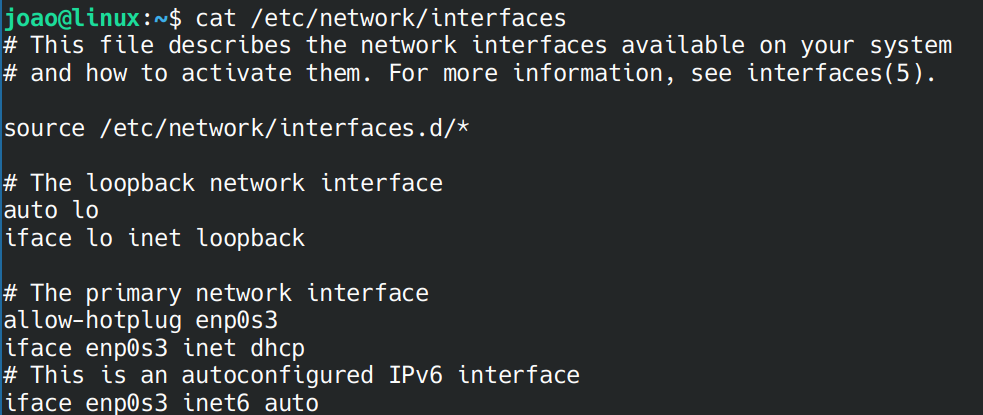 joao@linux:~$ cat /etc/network/interfaces
# This file describes the network interfaces available on your system
# and how to activate them. For more information, see interfaces(5).
source /etc/network/interfaces.d/*
# The loopback network interface
auto lo
iface lo inet loopback
# The primary network interface
allow-hotplug enp0s3
iface enp0s3 inet dhcp
# This is an autoconfigured IPv6 interface
iface enp0s3 inet6 auto